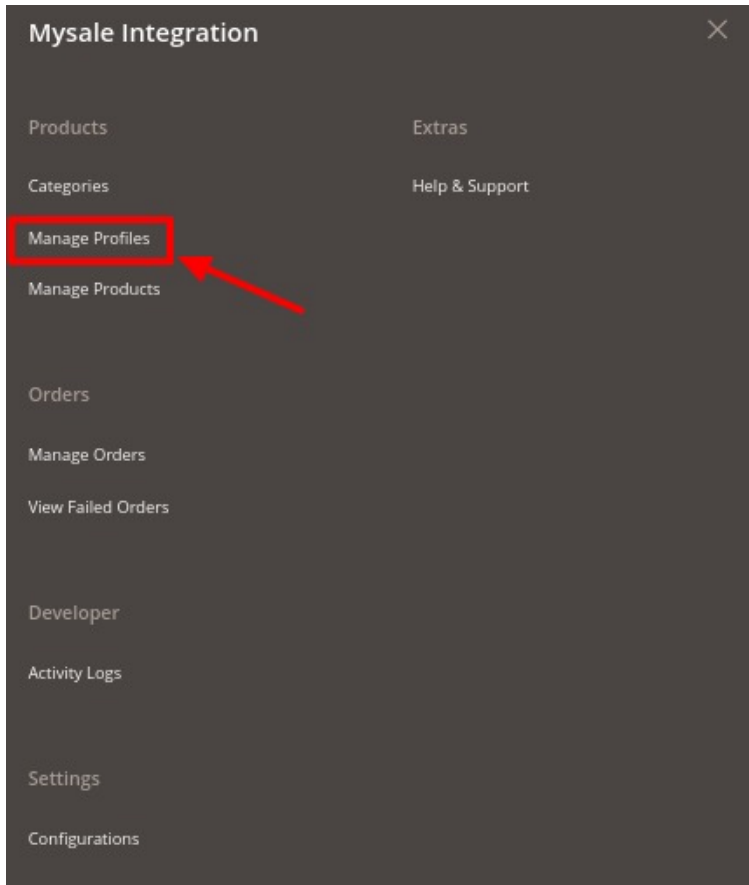 Mysale Integration
Products
Categories
Manage Profiles
Manage Products
Orders
Manage Orders
View Failed Orders
Developer
Activity Logs
Settings
Configurations
Extras
Help & Support